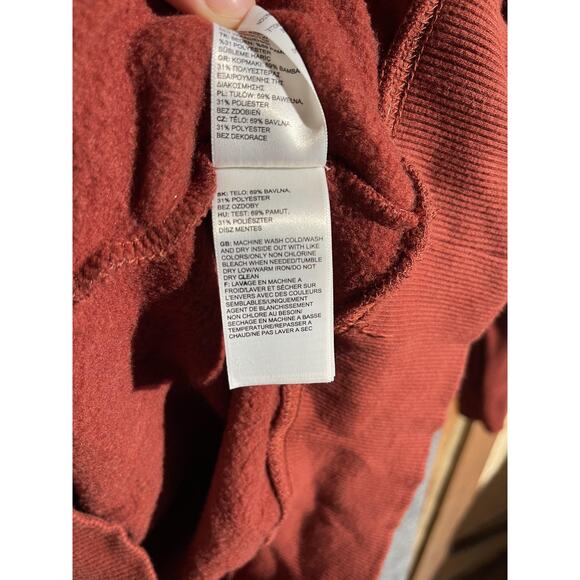 %31 POLYESTER
SÜSLEME HARİÇ
GR: ΚΟΡΜΑΚΙ: 69% ΒΑΜΒΑ
31% ΠΟΛΥΕΣΤΕΡΑΣ
ΕΞΑΙΡΟΥΜΕΝΗΣ ΤΗΣ
ΔΙΑΚΟΣΜΗΣΗΣ
PL: TUŁÓW: 69% BAWEŁNA,
31% POLIESTER
BEZ ZDOBIEŃ
CZ: TĚLO: 69% BAVLNA,
31% POLYESTER
BEZ DEKORACE
SK: TELO: 69% BAVLNA,
31% POLYESTER
BEZ OZDOBY
HU: TEST: 69% PAMUT,
31% POLIÉSZTER
DÍSZ MENTES
GB: MACHINE WASH COLD/WASH
AND DRY INSIDE OUT WITH LIKE
COLORS/ONLY NON CHLORINE
BLEACH WHEN NEEDED/TUMBLE
DRY LOW/WARM IRON/DO NOT
DRY CLEAN
F: LAVAGE EN MACHINE A
FROID/LAVER ET SÉCHER SUR
L'ENVERS AVEC DES COULEURS
SEMBLABLES/UNIQUEMENT
AGENT DE BLANCHISSEMENT
NON CHLORE AU BESOIN/
SECHAGE EN MACHINE A BASSE
TEMPERATURE/REPASSER A
CHAUD/NE PAS LAVER A SEC